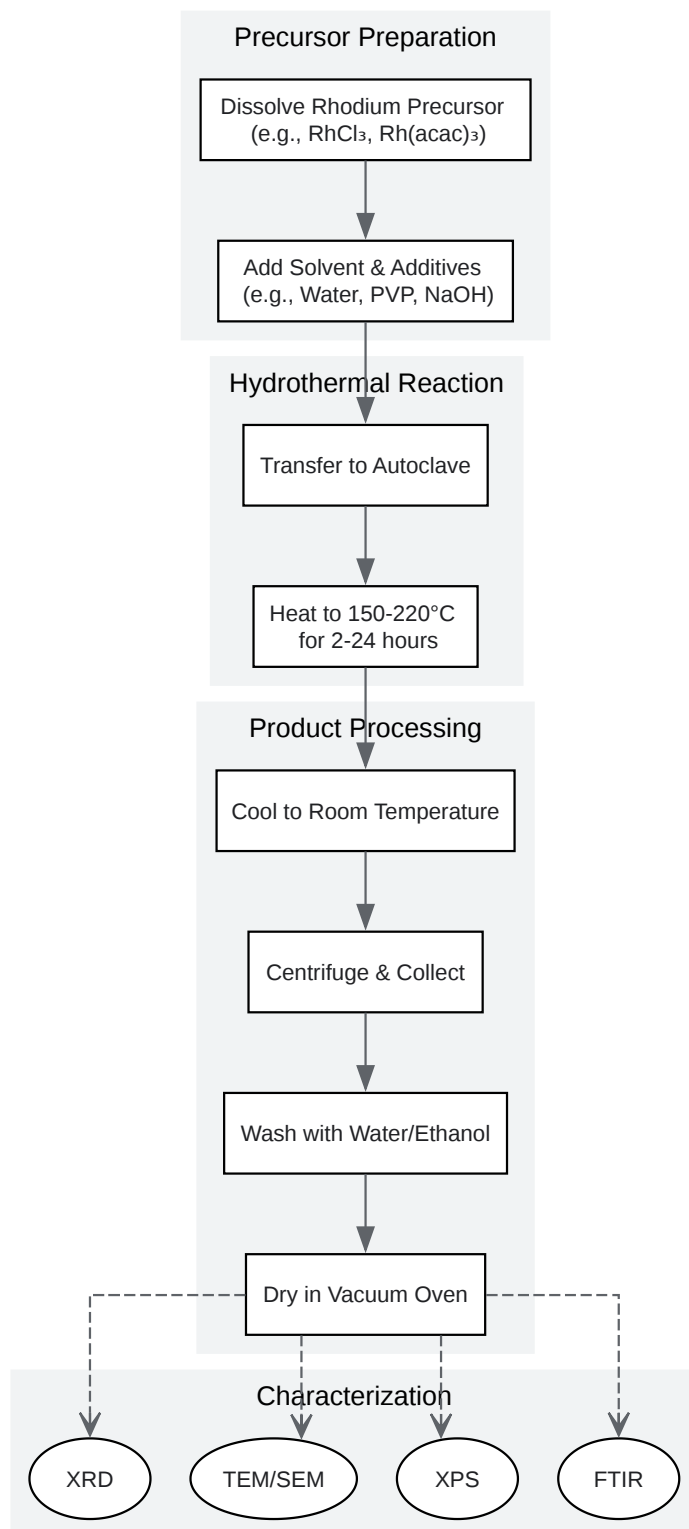 Precursor Preparation
Dissolve Rhodium Precursor
(e.g., RhCl₃, Rh(acac)₃)
Add Solvent & Additives
(e.g., Water, PVP, NaOH)
Hydrothermal Reaction
Transfer to Autoclave
Heat to 150-220°C
for 2-24 hours
Product Processing
Cool to Room Temperature
Centrifuge & Collect
Wash with Water/Ethanol
Dry in Vacuum Oven
Characterization
XRD
TEM/SEM
XPS
FTIR